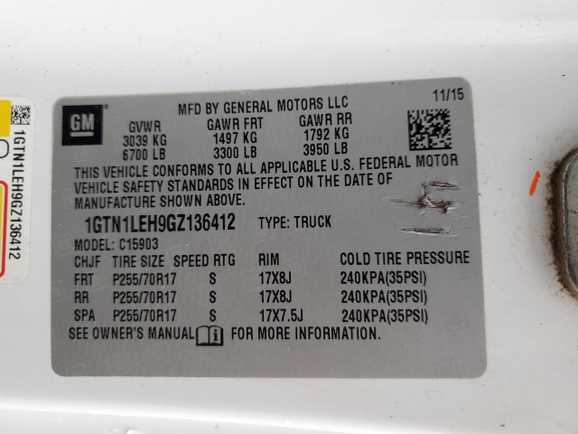 MFD BY GENERAL MOTORS LLC 11/15
GM
GVWR GAWR FRT GAWR RR
3039 KG 1497 KG 1792 KG
6700 LB 3300 LB 3950 LB
THIS VEHICLE CONFORMS TO ALL APPLICABLE U.S. FEDERAL MOTOR
VEHICLE SAFETY STANDARDS IN EFFECT ON THE DATE OF
MANUFACTURE SHOWN ABOVE.
1GTN1LEH9GZ136412 TYPE: TRUCK
MODEL: C15903
CHJF TIRE SIZE SPEED RTG RIM COLD TIRE PRESSURE
FRT P255/70R17 S 17X8J 240KPA(35PSI)
RR P255/70R17 S 17X8J 240KPA(35PSI)
SPA P255/70R17 S 17X7.5J 240KPA(35PSI)
SEE OWNER'S MANUAL FOR MORE INFORMATION.
1GTN1LEH9GZ136412